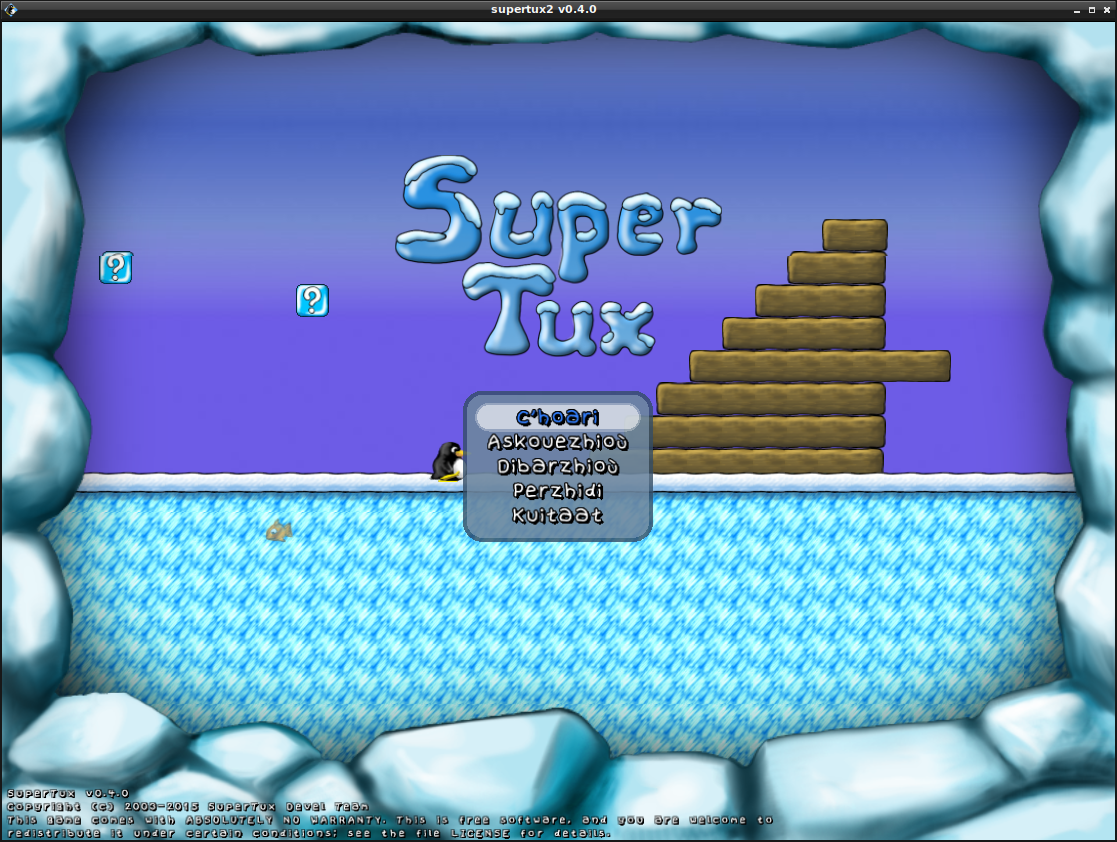 supertux2 v0.4.0
Super
Tux
?
?
C'hoari
Askouezhioù
Dibarzhioù
Perzhidi
Kuitaat
SuperTux v0.4.0
Copyright (c) 2003-2015 SuperTux Devel Team
This game comes with ABSOLUTELY NO WARRANTY. This is free software, and you are welcome to
redistribute it under certain conditions; see the file LICENSE for details.